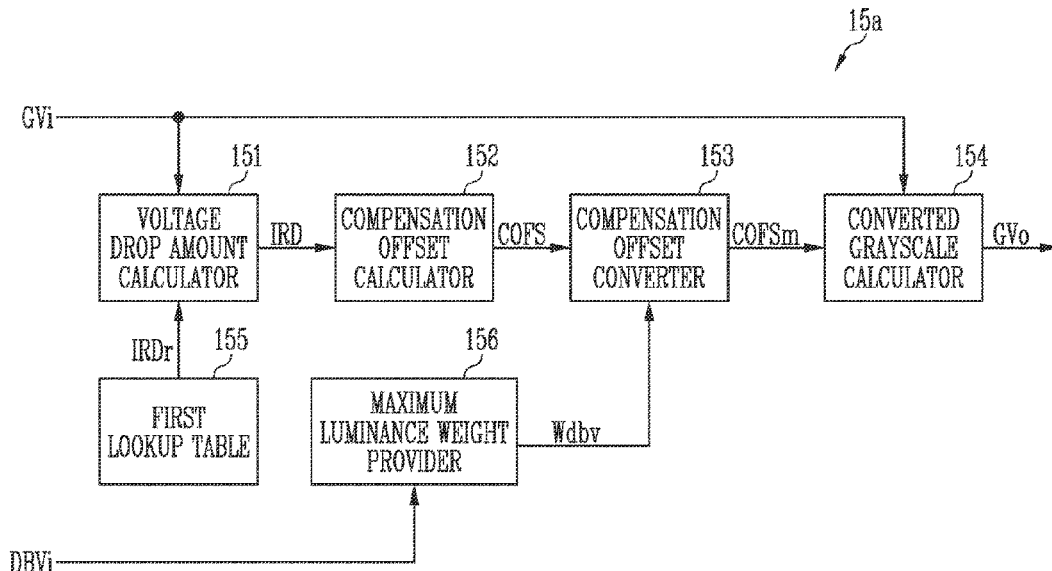 15a
GVi
151
152
153
154
VOLTAGE
DROP AMOUNT
CALCULATOR
IRD
COMPENSATION
OFFSET
CALCULATOR
COFS
COMPENSATION
OFFSET
CONVERTER
COFSm
CONVERTED
GRAYSCALE
CALCULATOR
GVo
IRDr
155
156
FIRST
LOOKUP TABLE
MAXIMUM
LUMINANCE WEIGHT
PROVIDER
Wdbv
DBVi